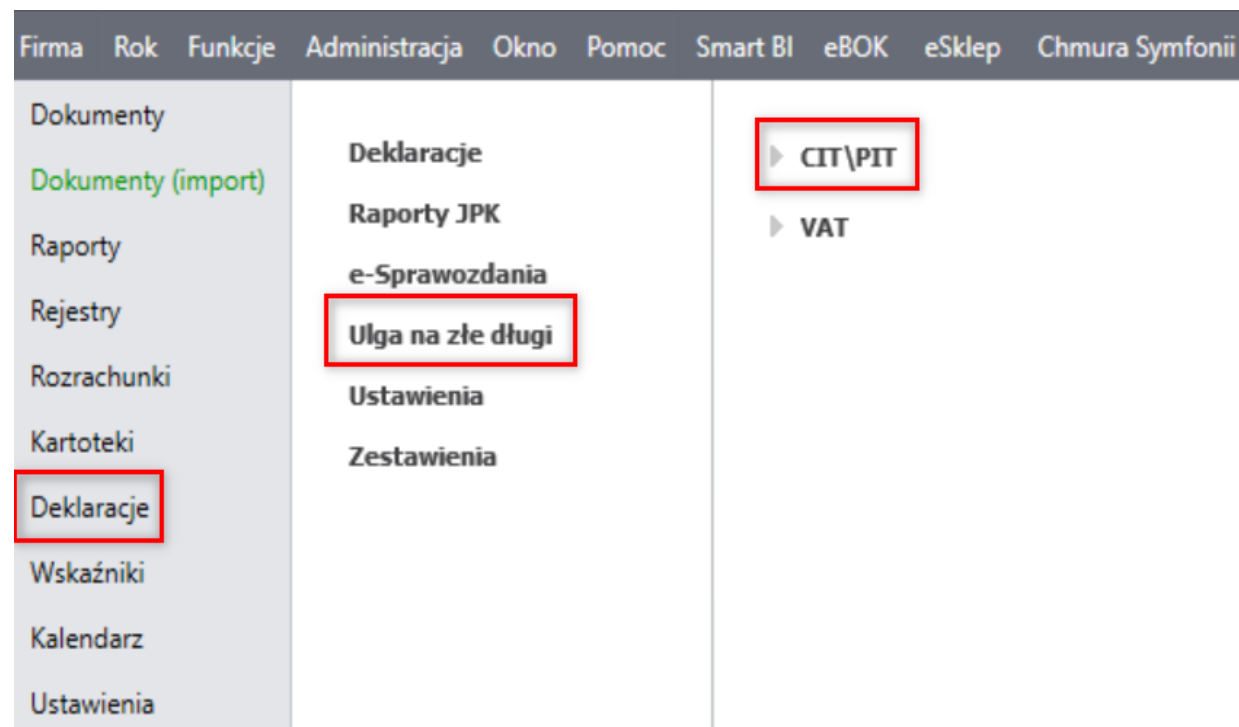 Firma Rok Funkcje Administracja Okno Pomoc Smart BI eBOK eSklep Chmura Symfonii
Dokumenty
Dokumenty (import)
Raporty
Rejestry
Rozrachunki
Kartoteki
Deklaracje
Wskaźniki
Kalendarz
Ustawienia
Deklaracje
Raporty JPK
e-Sprawozdania
Ulga na złe długi
Ustawienia
Zestawienia
CIT\PIT
VAT